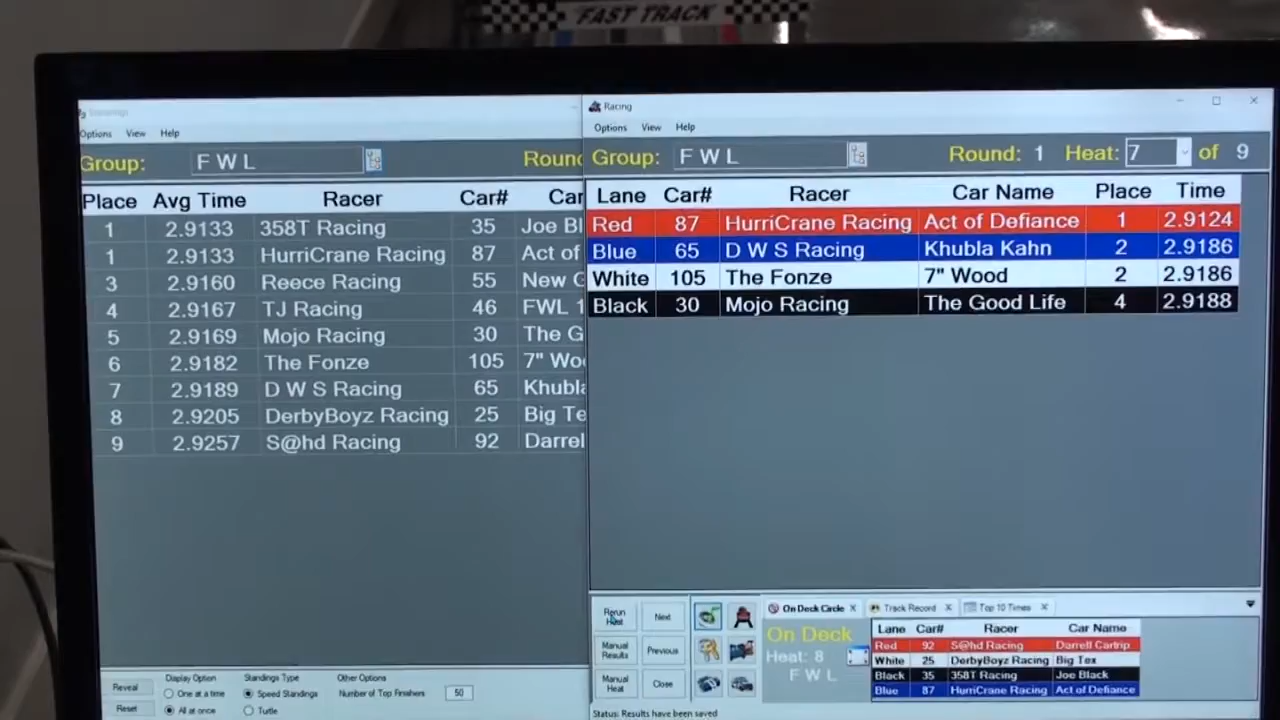 FAST TRACK
Options View Help
Group: F W L Round
Place Avg Time Racer Car# Car
1 2.9133 358T Racing 35 Joe Bl
1 2.9133 HurriCrane Racing 87 Act of
3 2.9160 Reece Racing 55 New G
4 2.9167 TJ Racing 46 FWL 1
5 2.9169 Mojo Racing 30 The G
6 2.9182 The Fonze 105 7" Wo
7 2.9189 D W S Racing 65 Khubla
8 2.9205 DerbyBoyz Racing 25 Big Te
9 2.9257 S@hd Racing 92 Darrel
Reveal
Reset
Display Option
One at a time
All at once
Standings Type
Speed Standings
Turtle
Other Options
Number of Top Finishers 50
Racing
Options View Help
Group: F W L Round: 1 Heat: 7 of 9
Lane Car# Racer Car Name Place Time
Red 87 HurriCrane Racing Act of Defiance 1 2.9124
Blue 65 D W S Racing Khubla Kahn 2 2.9186
White 105 The Fonze 7" Wood 2 2.9186
Black 30 Mojo Racing The Good Life 4 2.9188
Rerun Heat
Next
Manual Results
Previous
Manual Heat
Close
On Deck Circle Track Record Top 10 Times
On Deck
Heat: 8
F W L
Lane Car# Racer Car Name
Red 92 S@hd Racing Darrell Cartrip
White 25 DerbyBoyz Racing Big Tex
Black 35 358T Racing Joe Black
Blue 87 HurriCrane Racing Act of Defiance
Status: Results have been saved